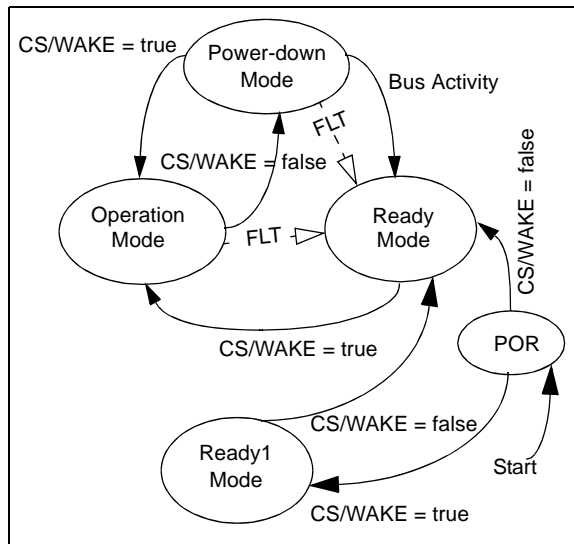 CS/WAKE = true
Power-down
Mode
Bus Activity
FLT
CS/WAKE = false
CS/WAKE = false
Operation
Mode
FLT
Ready
Mode
CS/WAKE = true
POR
CS/WAKE = false
Ready1
Mode
Start
CS/WAKE = true